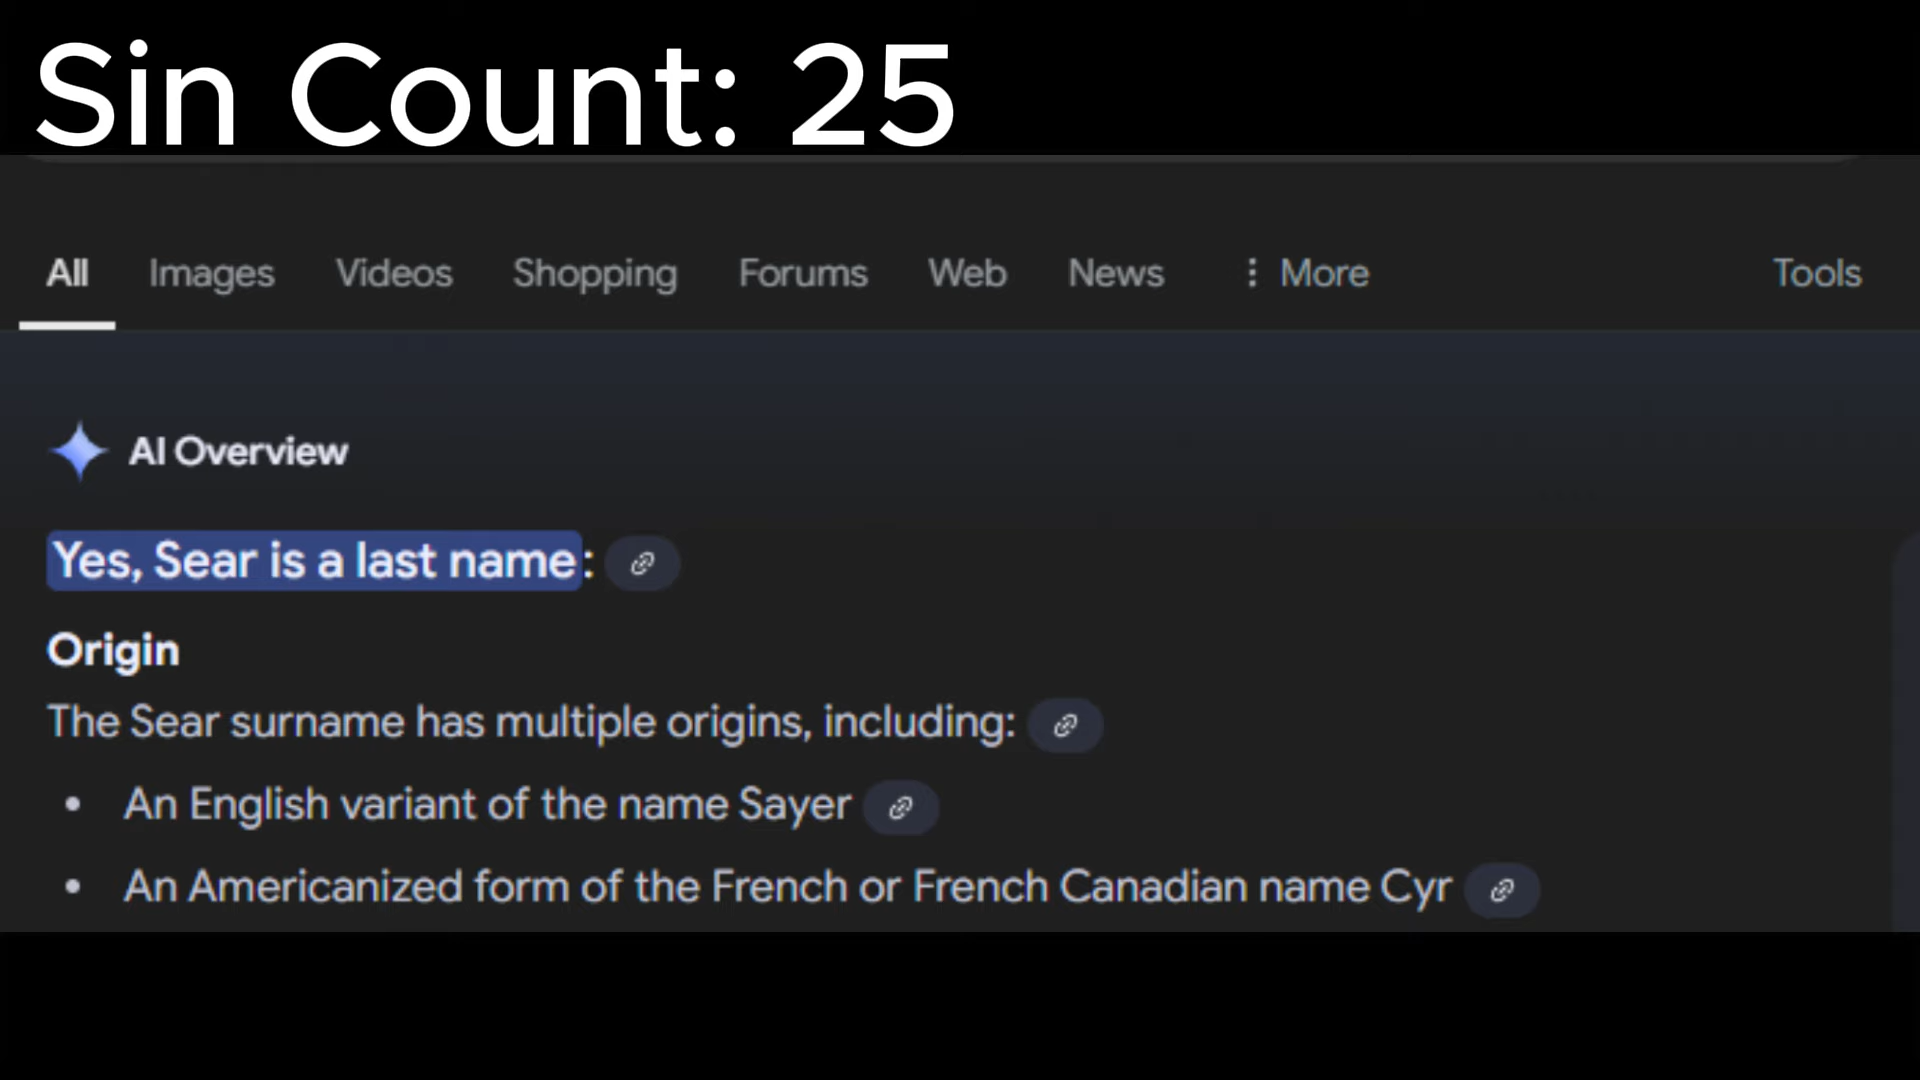 Sin Count: 25
All Images Videos Shopping Forums Web News ⋮ More Tools
AI Overview
Yes, Sear is a last name:
Origin
The Sear surname has multiple origins, including:
• An English variant of the name Sayer
• An Americanized form of the French or French Canadian name Cyr